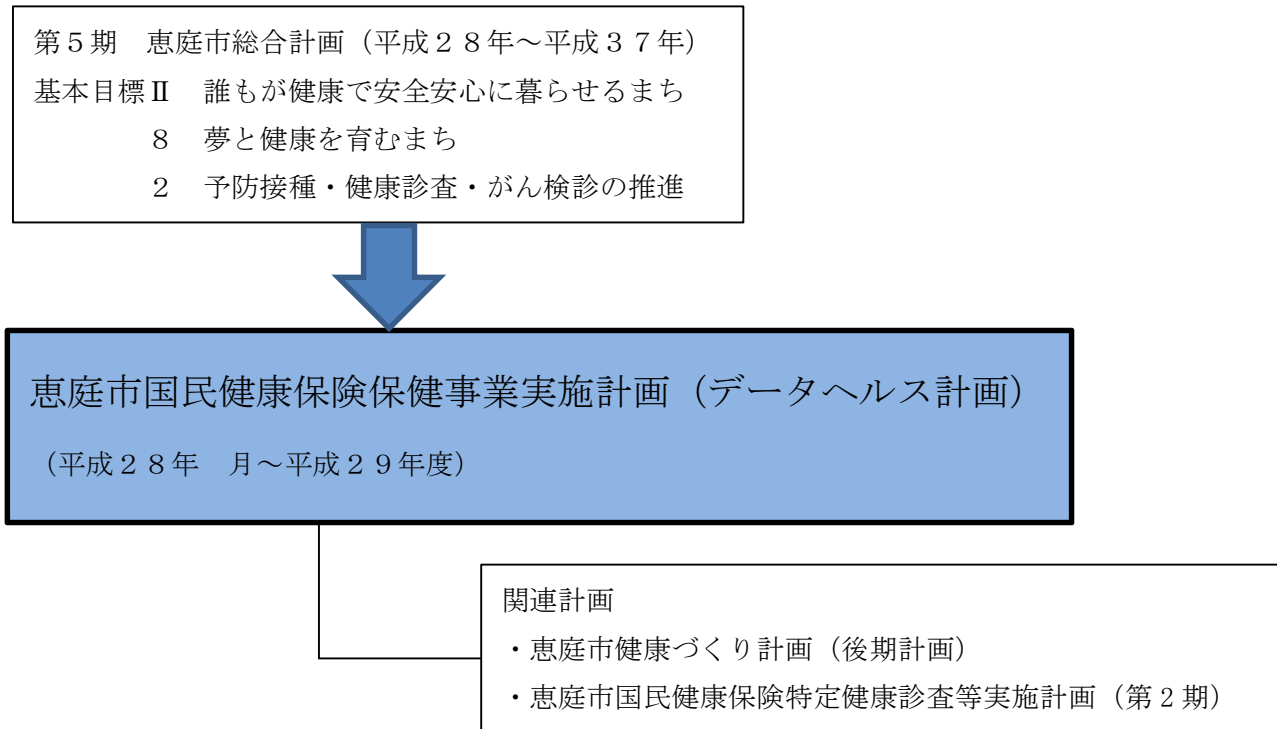 第５期　恵庭市総合計画（平成２８年～平成３７年）
基本目標Ⅱ　誰もが健康で安全安心に暮らせるまち
８　夢と健康を育むまち
２　予防接種・健康診査・がん検診の推進
恵庭市国民健康保険保健事業実施計画（データヘルス計画）
（平成２８年　月～平成２９年度）
関連計画
・恵庭市健康づくり計画（後期計画）
・恵庭市国民健康保険特定健康診査等実施計画（第２期）